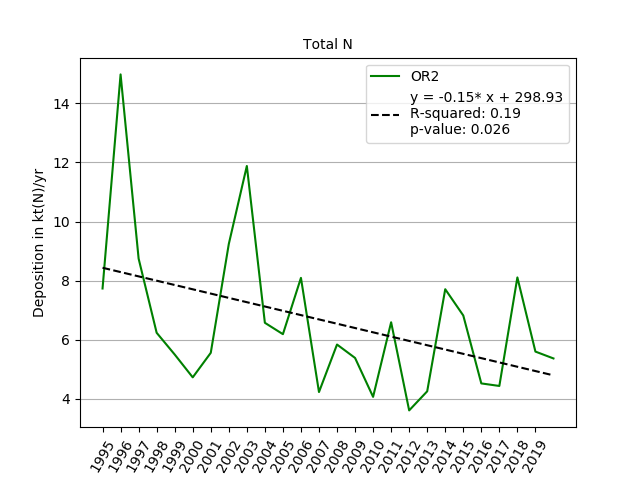 Total N
OR2
y = -0.15* x + 298.93
R-squared: 0.19
p-value: 0.026
Deposition in kt(N)/yr
14
12
10
8
6
4
1995 1996 1997 1998 1999 2000 2001 2002 2003 2004 2005 2006 2007 2008 2009 2010 2011 2012 2013 2014 2015 2016 2017 2018 2019